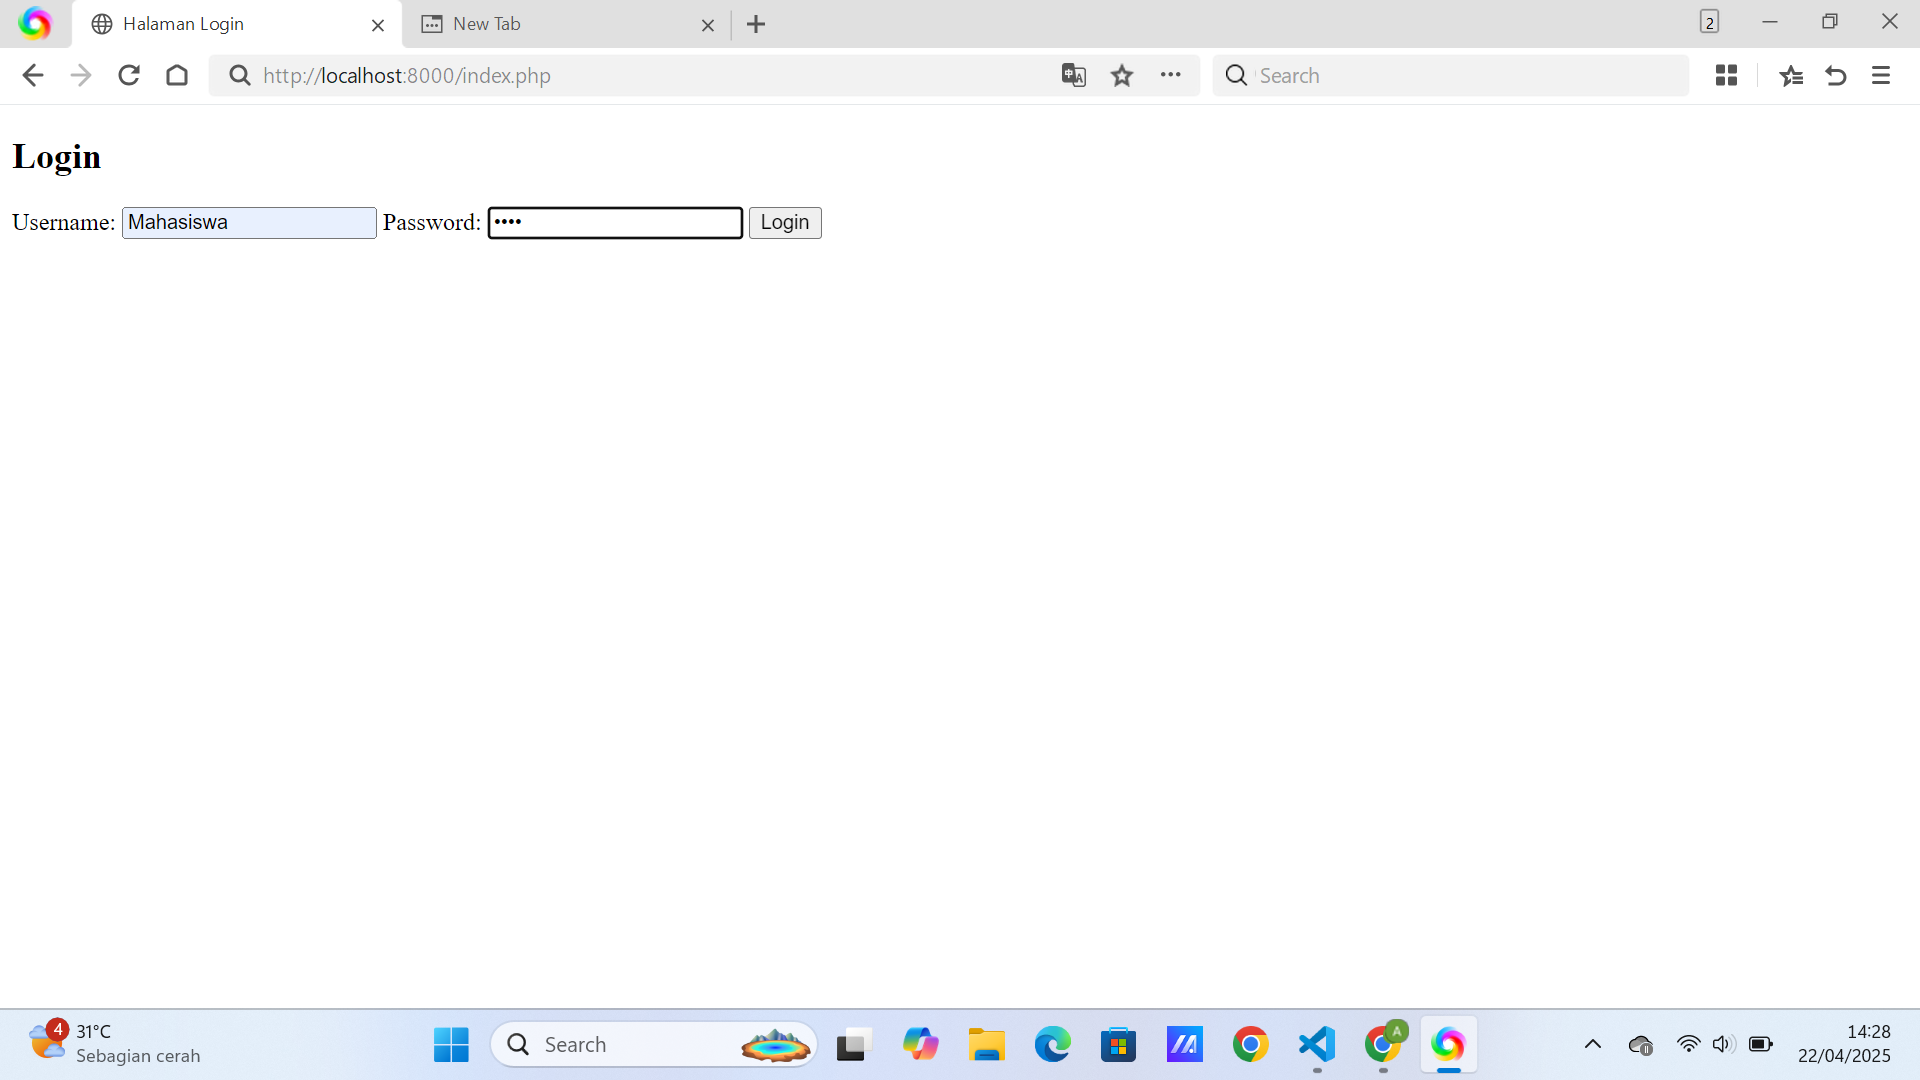 Halaman Login
New Tab
2
http://localhost:8000/index.php
Search
Login
Username: Mahasiswa Password: •••• Login
4
31°C
Sebagian cerah
Search
A
14:28
22/04/2025